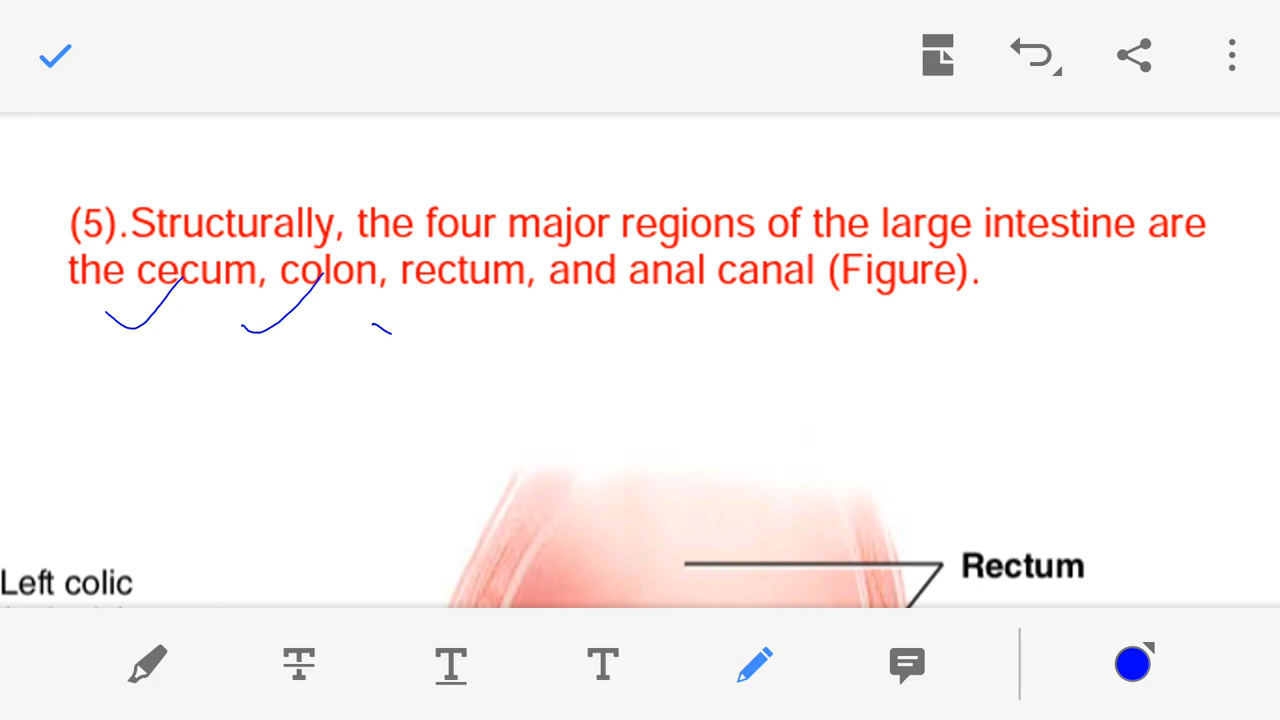 (5).Structurally, the four major regions of the large intestine are
the cecum, colon, rectum, and anal canal (Figure).
Rectum
Left colic